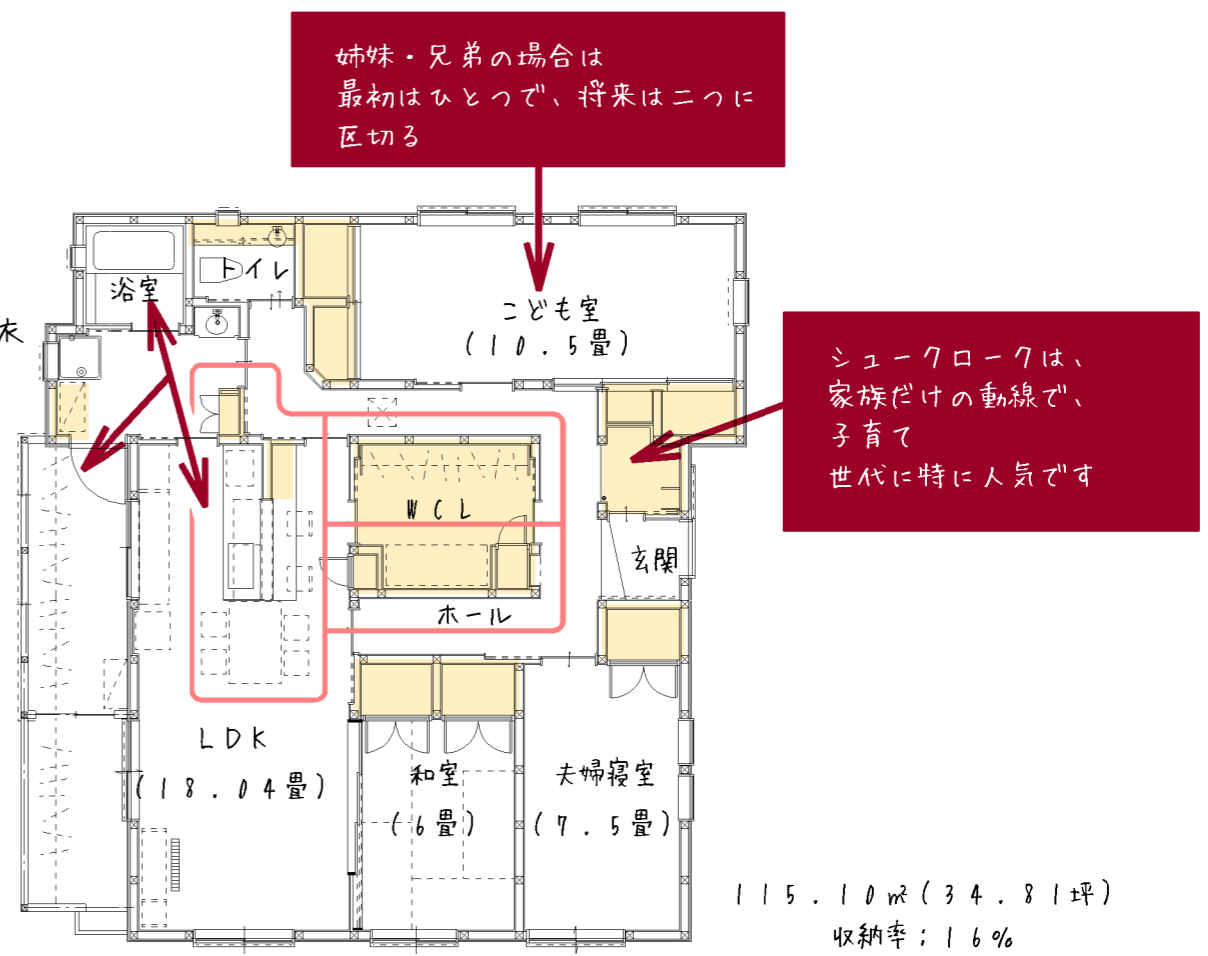 姉妹・兄弟の場合は
最初はひとつで、将来は二つに
区切る
トイレ
浴室
衣
こども室
(10.5畳)
シュークロークは、
家族だけの動線で、
子育て
世代に特に人気です
WCL
玄関
ホール
LDK
(18.04畳)
和室
(6畳)
夫婦寝室
(7.5畳)
115.10㎡(34.81坪)
収納率:16%